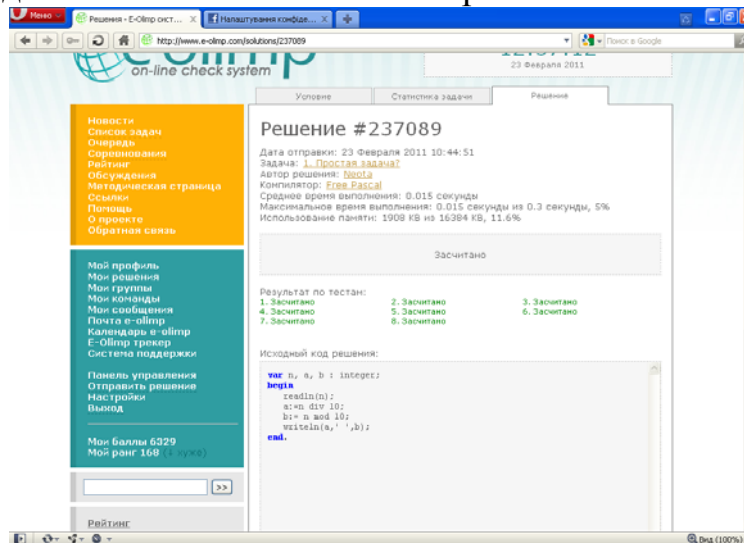 Меню
Решения - E-Olimp сист...
Налаштування конфіде...
http://www.e-olimp.com/solutions/237089
Поиск в Google
on-line check system
23 Февраля 2011
Условие
Статистика задачи
Решение
Новости
Список задач
Очередь
Соревнования
Рейтинг
Обсуждения
Методическая страница
Ссылки
Помощь
О проекте
Обратная связь
Мой профиль
Мои решения
Мои группы
Мои команды
Мои сообщения
Почта e-olimp
Календарь e-olimp
E-Olimp трекер
Система поддержки
Панель управления
Отправить решение
Настройки
Выход
Мои баллы 6329
Мой ранг 168 (↓ хуже)
>>
Рейтинг
Решение #237089
Дата отправки: 23 Февраля 2011 10:44:51
Задача: 1. Простая задача?
Автор решения: Neota
Компилятор: Free Pascal
Среднее время выполнения: 0.015 секунды
Максимальное время выполнения: 0.015 секунды из 0.3 секунды, 5%
Использование памяти: 1908 KB из 16384 KB, 11.6%
Засчитано
Результат по тестам:
1. Засчитано 2. Засчитано 3. Засчитано
4. Засчитано 5. Засчитано 6. Засчитано
7. Засчитано 8. Засчитано
Исходный код решения:
var n, a, b : integer;
begin
readln(n);
a:=n div 10;
b:= n mod 10;
writeln(a,' ',b);
end.
Вид (100%)